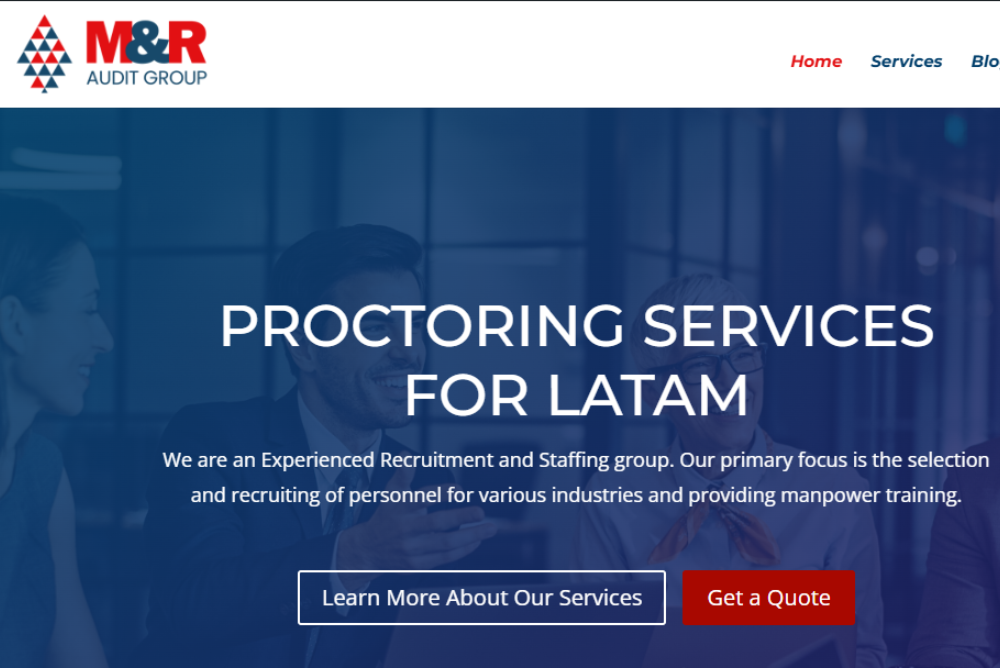 M&R
AUDIT GROUP
Home Services
PROCTORING SERVICES
FOR LATAM
We are an Experienced Recruitment and Staffing group. Our primary focus is the selection
and recruiting of personnel for various industries and providing manpower training.
Learn More About Our Services Get a Quote